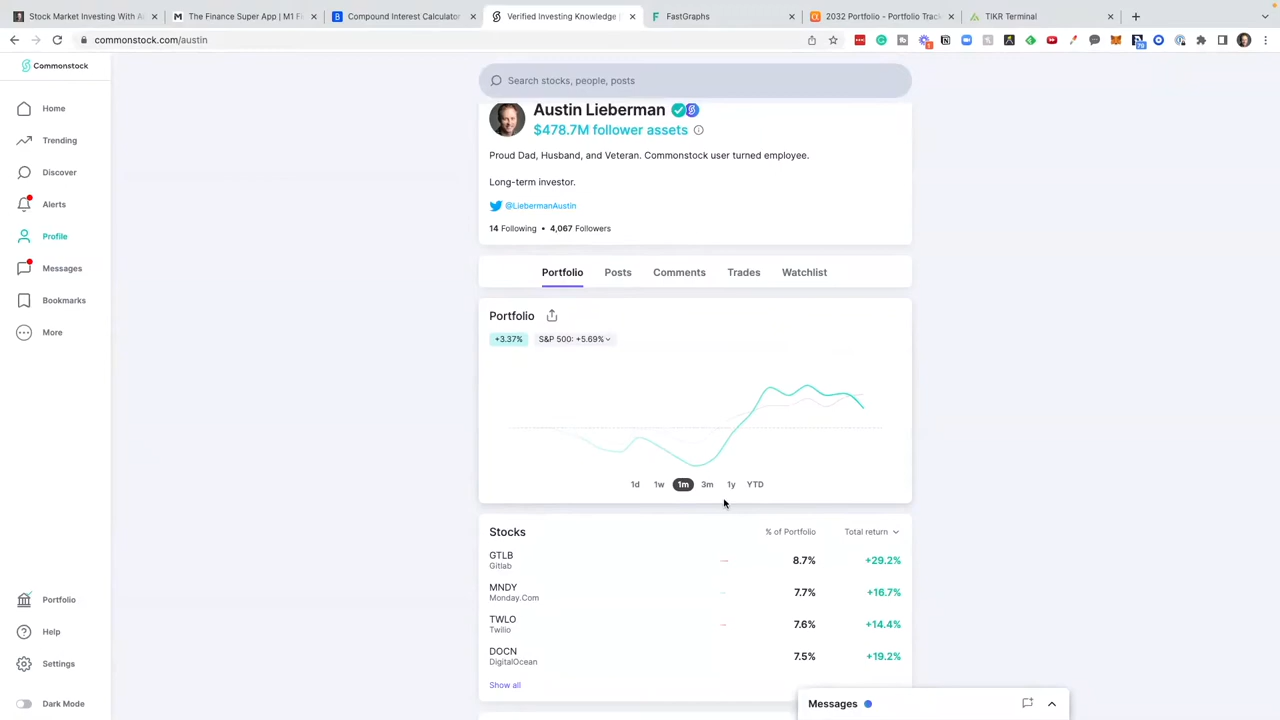 Stock Market Investing With Al
The Finance Super App | M1 Fi
Compound Interest Calculator
Verified Investing Knowledge |
FastGraphs
2032 Portfolio - Portfolio Track
TIKR Terminal
commonstock.com/austin
Commonstock
Search stocks, people, posts
Home
Trending
Discover
Alerts
Profile
Messages
Bookmarks
More
Portfolio
Help
Settings
Dark Mode
Austin Lieberman
$478.7M follower assets
Proud Dad, Husband, and Veteran. Commonstock user turned employee.
Long-term investor.
@LiebermanAustin
14 Following • 4,067 Followers
Portfolio Posts Comments Trades Watchlist
Portfolio
+3.37% S&P 500: +5.69%
1d 1w 1m 3m 1y YTD
Stocks % of Portfolio Total return
GTLB 8.7% +29.2%
Gitlab
MNDY 7.7% +16.7%
Monday.Com
TWLO 7.6% +14.4%
Twilio
DOCN 7.5% +19.2%
DigitalOcean
Show all
Messages